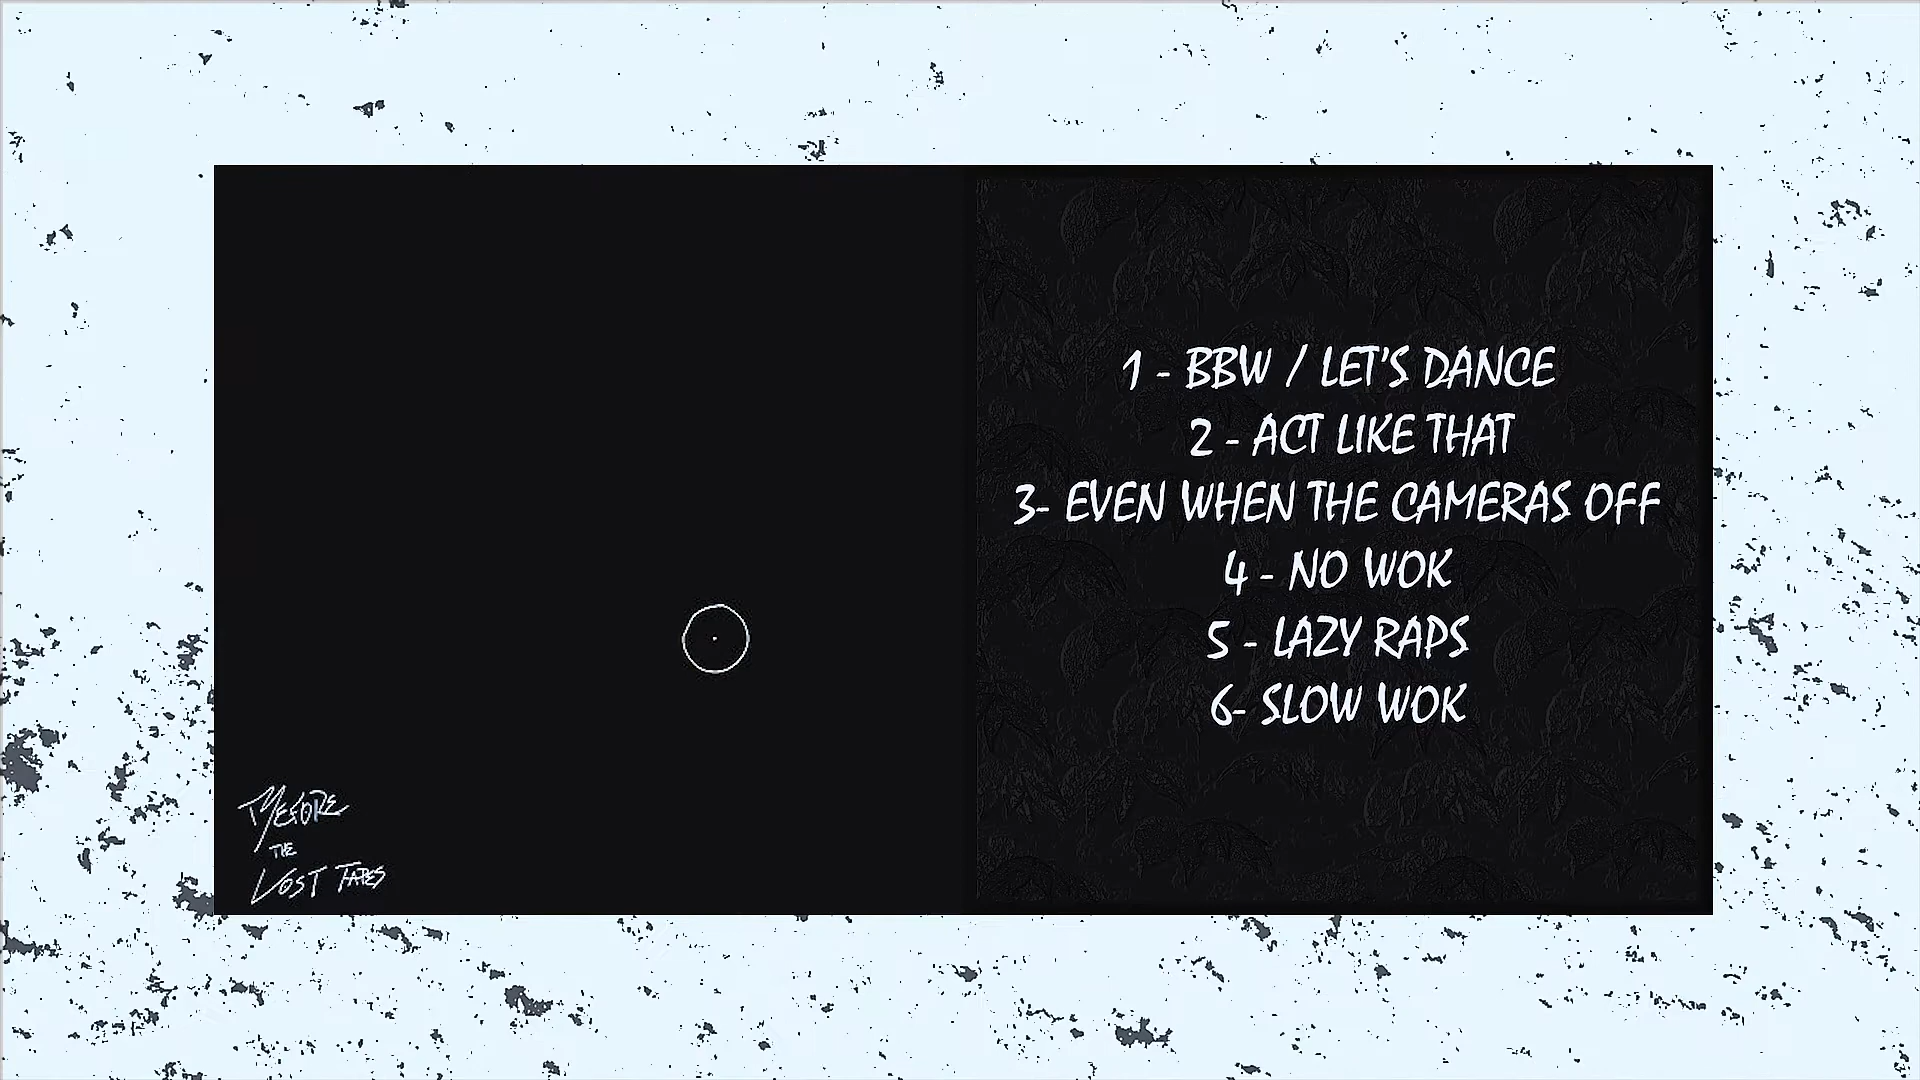 1 - BBW / LET'S DANCE
2 - ACT LIKE THAT
3- EVEN WHEN THE CAMERAS OFF
4 - NO WOK
5 - LAZY RAPS
6- SLOW WOK
THE
LOST TAPES